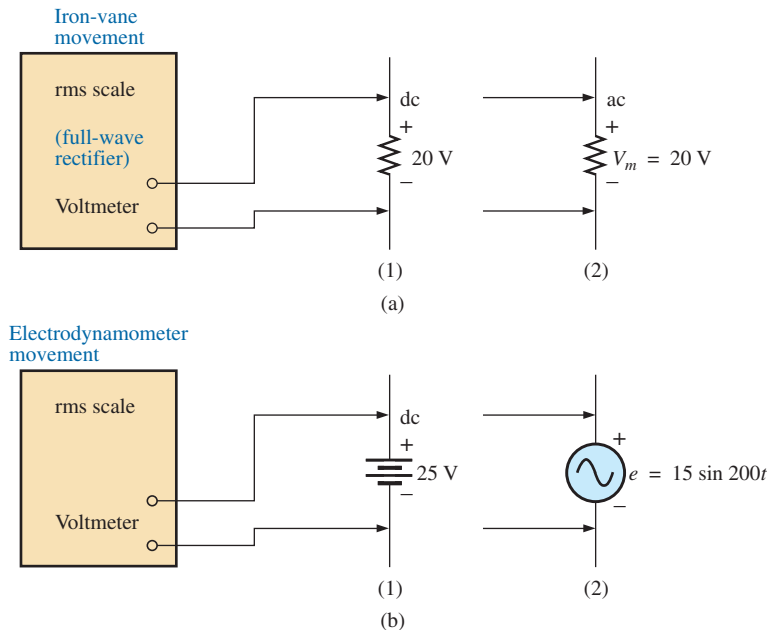 Iron-vane
movement
rms scale
(full-wave
rectifier)
Voltmeter
dc
+
20 V
–
(1)
ac
+
Vm = 20 V
–
(2)
(a)
Electrodynamometer
movement
rms scale
Voltmeter
dc
+
25 V
–
(1)
+
e = 15 sin 200t
–
(2)
(b)